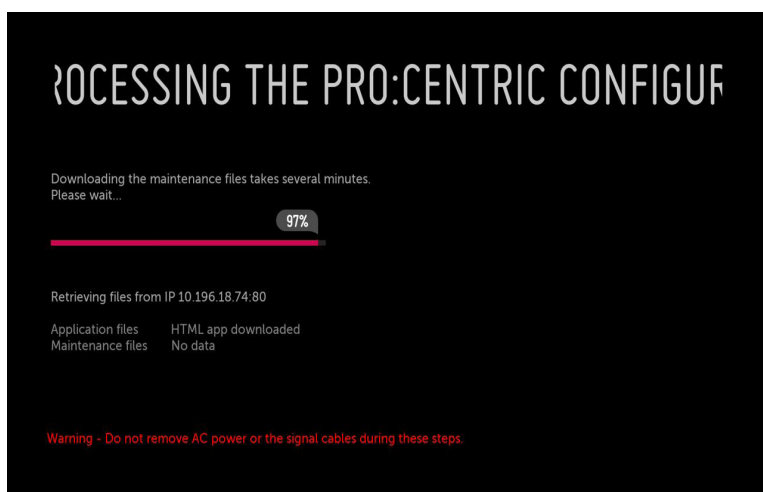 ROCESSING THE PRO:CENTRIC CONFIGUR
Downloading the maintenance files takes several minutes.
Please wait...
97%
Retrieving files from IP 10.196.18.74:80
Application files HTML app downloaded
Maintenance files No data
Warning - Do not remove AC power or the signal cables during these steps.